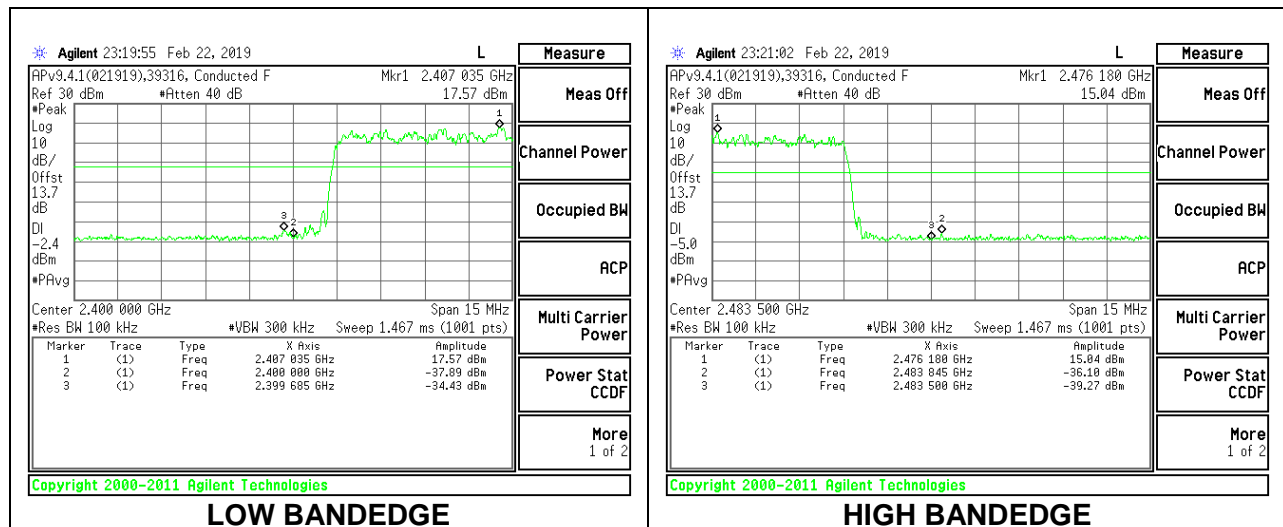 Agilent 23:19:55 Feb 22, 2019 L
Measure
APv9.4.1(021919),39316, Conducted F Mkr1 2.407 035 GHz
Ref 30 dBm #Atten 40 dB 17.57 dBm
#Peak
Log
10
dB/
Offst
13.7
dB
DI
-2.4
dBm
#PAvg
1
3
2
Center 2.400 000 GHz Span 15 MHz
#Res BW 100 kHz #VBW 300 kHz Sweep 1.467 ms (1001 pts)
Marker Trace Type X Axis Amplitude
1 (1) Freq 2.407 035 GHz 17.57 dBm
2 (1) Freq 2.400 000 GHz -37.89 dBm
3 (1) Freq 2.399 685 GHz -34.43 dBm
Meas Off
Channel Power
Occupied BW
ACP
Multi Carrier
Power
Power Stat
CCDF
More
1 of 2
Copyright 2000-2011 Agilent Technologies
LOW BANDEDGE
Agilent 23:21:02 Feb 22, 2019 L
Measure
APv9.4.1(021919),39316, Conducted F Mkr1 2.476 180 GHz
Ref 30 dBm #Atten 40 dB 15.04 dBm
#Peak
Log
10
dB/
Offst
13.7
dB
DI
-5.0
dBm
#PAvg
1
3
2
Center 2.483 500 GHz Span 15 MHz
#Res BW 100 kHz #VBW 300 kHz Sweep 1.467 ms (1001 pts)
Marker Trace Type X Axis Amplitude
1 (1) Freq 2.476 180 GHz 15.04 dBm
2 (1) Freq 2.483 845 GHz -36.10 dBm
3 (1) Freq 2.483 500 GHz -39.27 dBm
Meas Off
Channel Power
Occupied BW
ACP
Multi Carrier
Power
Power Stat
CCDF
More
1 of 2
Copyright 2000-2011 Agilent Technologies
HIGH BANDEDGE